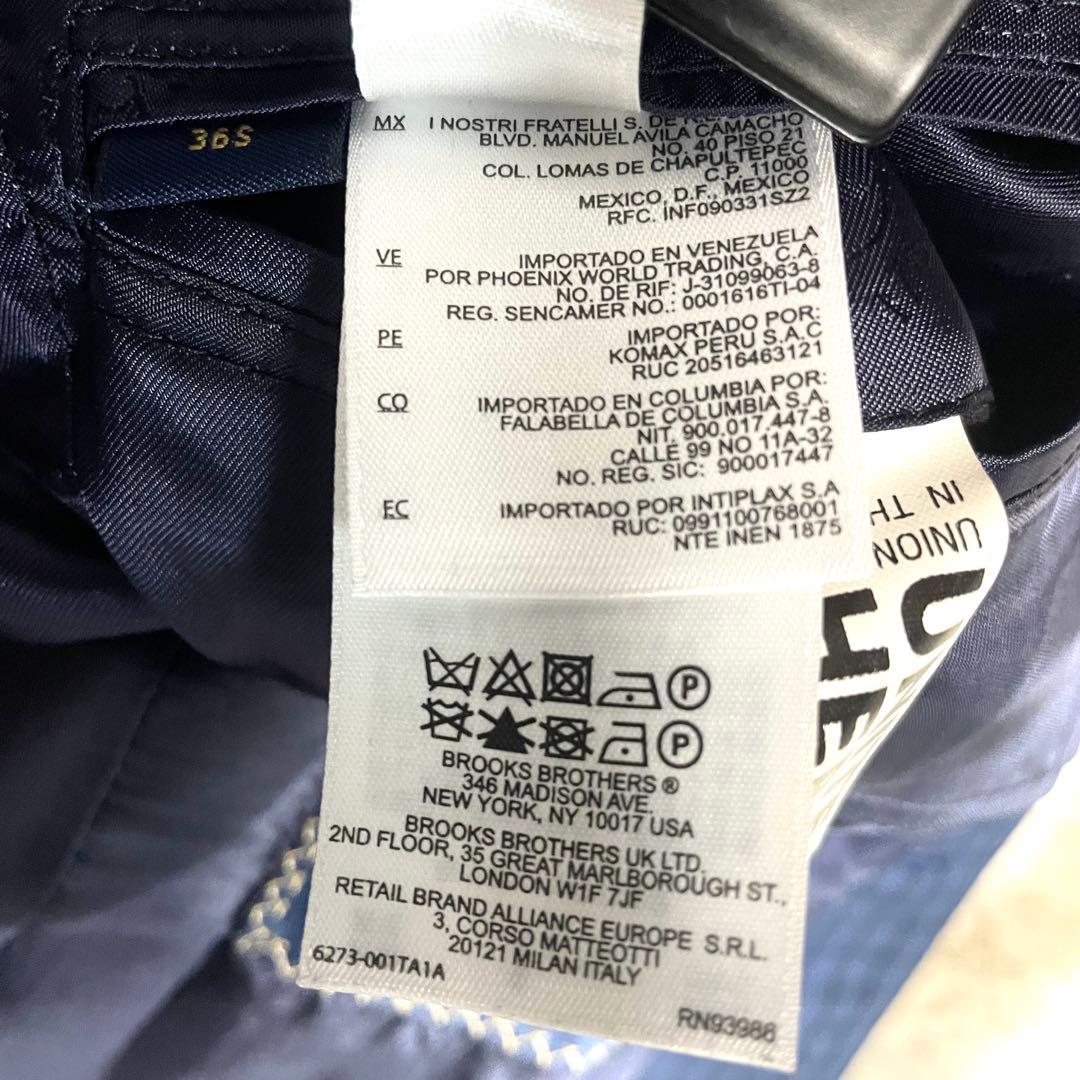 36S
MX I NOSTRI FRATELLI S. DE
BLVD. MANUEL AVILA CAMACHO
NO. 40 PISO 21
COL. LOMAS DE CHAPULTEPEC
C.P. 11000
MEXICO, D.F., MEXICO
RFC. INF090331SZ2
VE IMPORTADO EN VENEZUELA
POR PHOENIX WORLD TRADING, C.A.
NO. DE RIF: J-31099063-8
REG. SENCAMER NO.: 0001616TI-04
PE IMPORTADO POR:
KOMAX PERU S.A.C
RUC 20516463121
CO IMPORTADO EN COLUMBIA POR:
FALABELLA DE COLUMBIA S.A.
NIT. 900.017.447-8
CALLE 99 NO 11A-32
NO. REG. SIC: 900017447
EC IMPORTADO POR INTIPLAX S.A
RUC: 0991100768001
NTE INEN 1875
P
P
BROOKS BROTHERS ®
346 MADISON AVE.
NEW YORK, NY 10017 USA
BROOKS BROTHERS UK LTD.
2ND FLOOR, 35 GREAT MARLBOROUGH ST.,
LONDON W1F 7JF
RETAIL BRAND ALLIANCE EUROPE S.R.L.
3, CORSO MATTEOTTI
20121 MILAN ITALY
6273-001TA1A
RN93986
UNION
IN TH